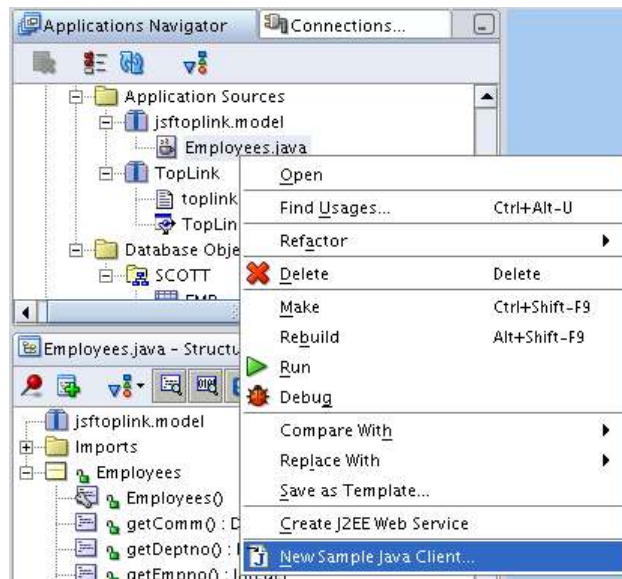 Applications Navigator
Connections...
Application Sources
jsftoplink.model
Employees.java
TopLink
toplink
TopLin
Database Obje
SCOTT
EMP
Open
Find Usages... Ctrl+Alt-U
Refactor
Delete Delete
Make Ctrl+Shift-F9
Rebuild Alt+Shift-F9
Run
Debug
Compare With
Replace With
Save as Template...
Create J2EE Web Service
New Sample Java Client...
Employees.java - Structu
jsftoplink.model
Imports
Employees
Employees()
getComm() : D
getDeptno() : I
getEmpno() : Integer